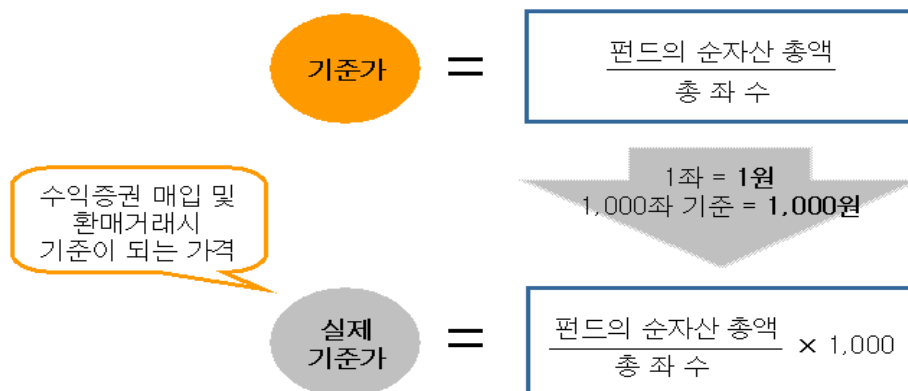 기준가 = 펀드의 순자산 총액
총 좌 수
1좌 = 1원
1,000좌 기준 = 1,000원
수익증권 매입 및
환매거래시
기준이 되는 가격
실제
기준가 = 펀드의 순자산 총액
총 좌 수 × 1,000